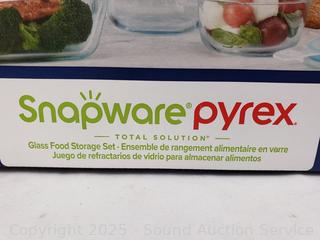 Snapware® pyrex®
TOTAL SOLUTION®
Glass Food Storage Set - Ensemble de rangement alimentaire en verre
Juego de refractarios de vidrio para almacenar alimentos
Copyright 2025 - Sound Auction Service